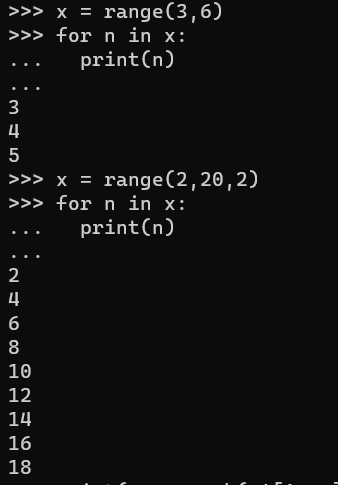 >>> x = range(3,6)
>>> for n in x:
...   print(n)
...
3
4
5
>>> x = range(2,20,2)
>>> for n in x:
...   print(n)
...
2
4
6
8
10
12
14
16
18